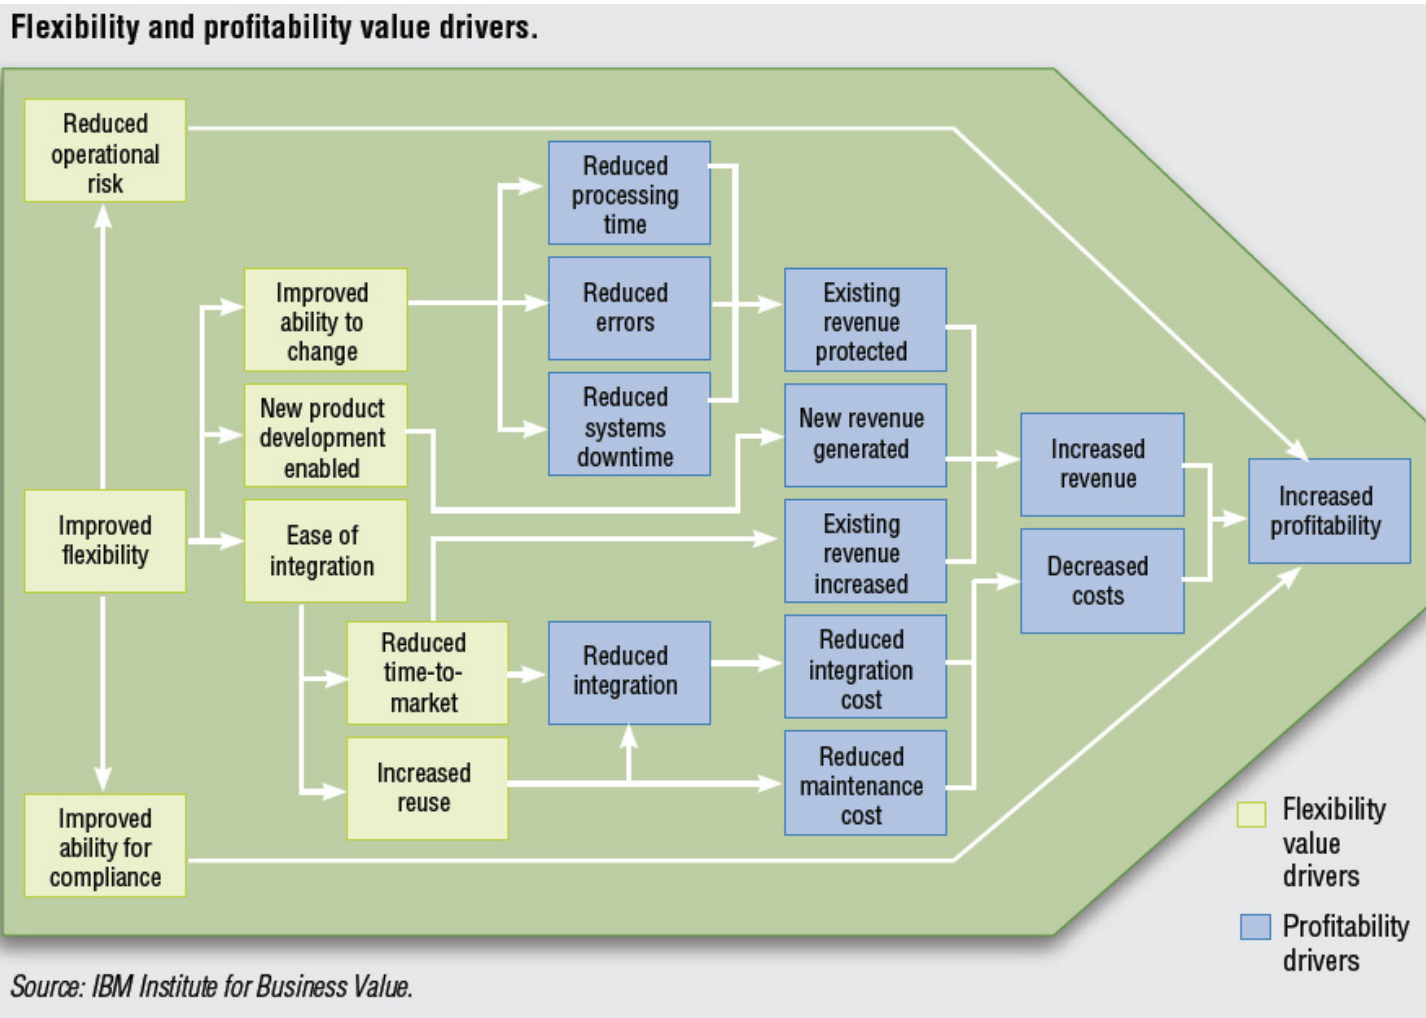 Flexibility and profitability value drivers.
Reduced
operational
risk
Improved
flexibility
Improved
ability for
compliance
Improved
ability to
change
New product
development
enabled
Ease of
integration
Reduced
time-to-
market
Increased
reuse
Reduced
processing
time
Reduced
errors
Reduced
systems
downtime
Reduced
integration
Existing
revenue
protected
New revenue
generated
Existing
revenue
increased
Reduced
integration
cost
Reduced
maintenance
cost
Increased
revenue
Decreased
costs
Increased
profitability
Flexibility
value
drivers
Profitability
drivers
Source: IBM Institute for Business Value.